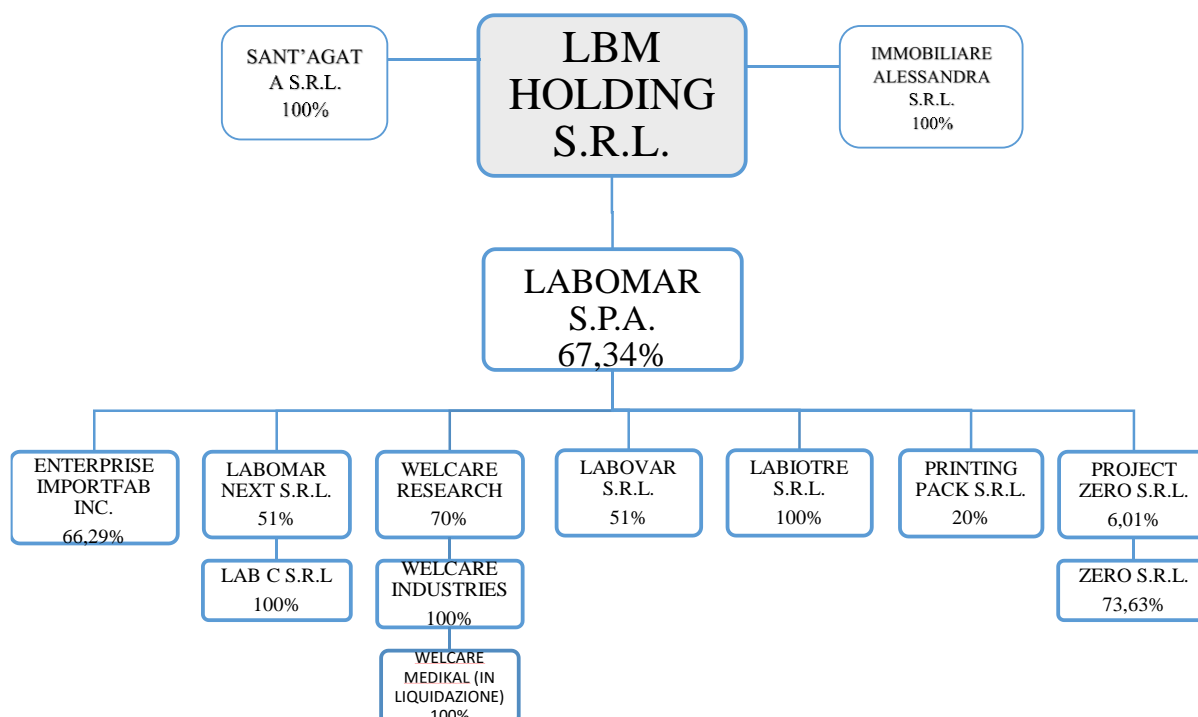 SANT’AGAT
A S.R.L.
100%
LBM
HOLDING
S.R.L.
IMMOBILIARE
ALESSANDRA
S.R.L.
100%
LABOMAR
S.P.A.
67,34%
ENTERPRISE
IMPORTFAB
INC.
66,29%
LABOMAR
NEXT S.R.L.
51%
WELCARE
RESEARCH
70%
LABOVAR
S.R.L.
51%
LABIOTRE
S.R.L.
100%
PRINTING
PACK S.R.L.
20%
PROJECT
ZERO S.R.L.
6,01%
LAB C S.R.L
100%
WELCARE
INDUSTRIES
100%
ZERO S.R.L.
73,63%
WELCARE
MEDIKAL (IN
LIQUIDAZIONE)
100%